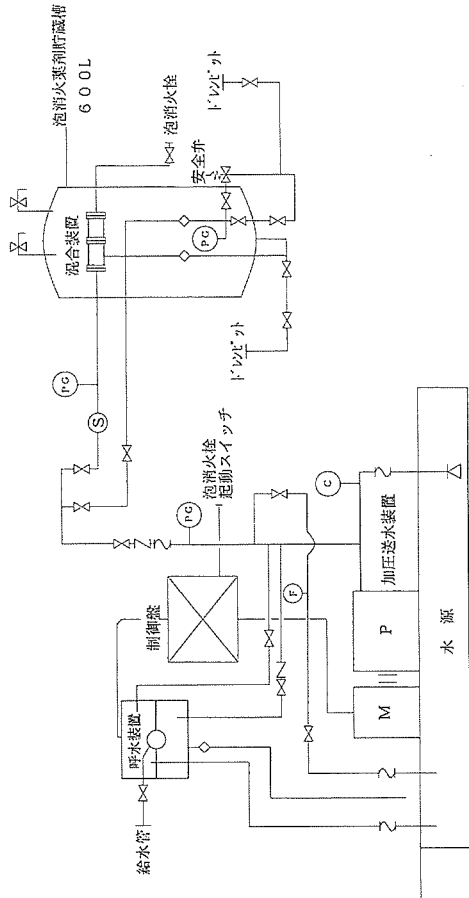 泡消火薬剤貯蔵槽
600L
混合装置
泡消火栓
安全弁
PG
ドレンピット
ドレンピット
PG
S
泡消火栓
起動スイッチ
PG
制御盤
C
加圧送水装置
F
P
M
水源
呼水装置
給水管